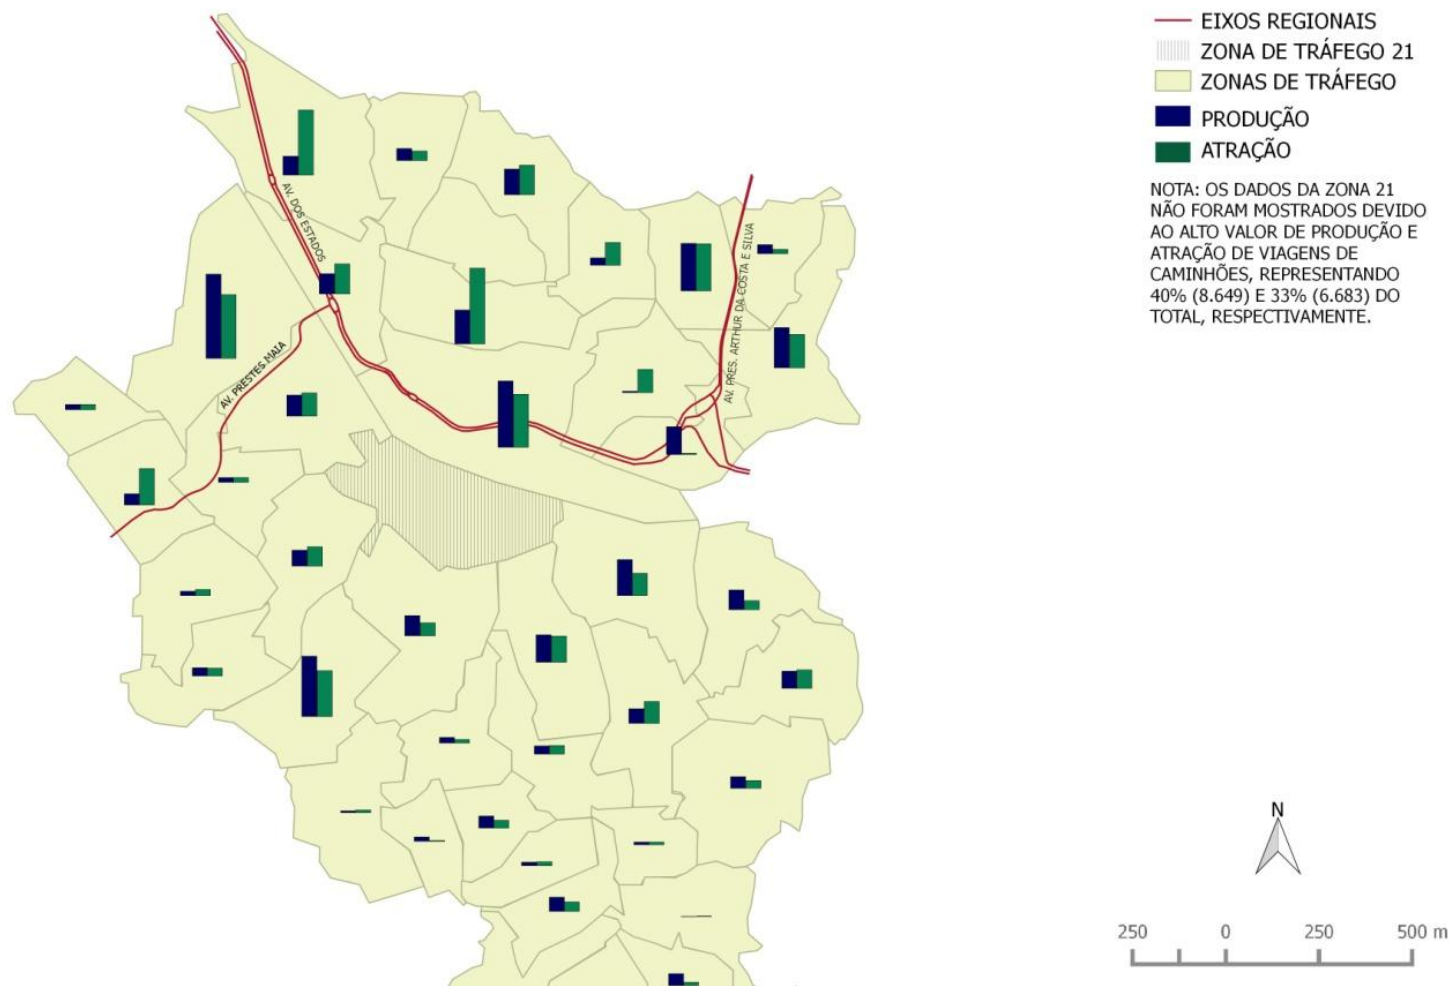 EIXOS REGIONAIS
ZONA DE TRÁFEGO 21
ZONAS DE TRÁFEGO
PRODUÇÃO
ATRAÇÃO
NOTA: OS DADOS DA ZONA 21
NÃO FORAM MOSTRADOS DEVIDO
AO ALTO VALOR DE PRODUÇÃO E
ATRAÇÃO DE VIAGENS DE
CAMINHÕES, REPRESENTANDO
40% (8.649) E 33% (6.683) DO
TOTAL, RESPECTIVAMENTE.
AV. DOS ESTADOS
AV. PRESTES MAIA
AV. PRES. ARTHUR DA COSTA E SILVA
N
250 0 250 500 m